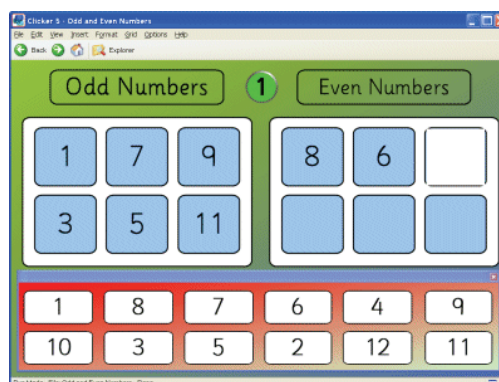 Clicker 5 - Odd and Even Numbers
File Edit View Insert Format Grid Options Help
Back Explorer
Odd Numbers 1 Even Numbers
1 7 9 8 6
3 5 11
1 8 7 6 4 9
10 3 5 2 12 11